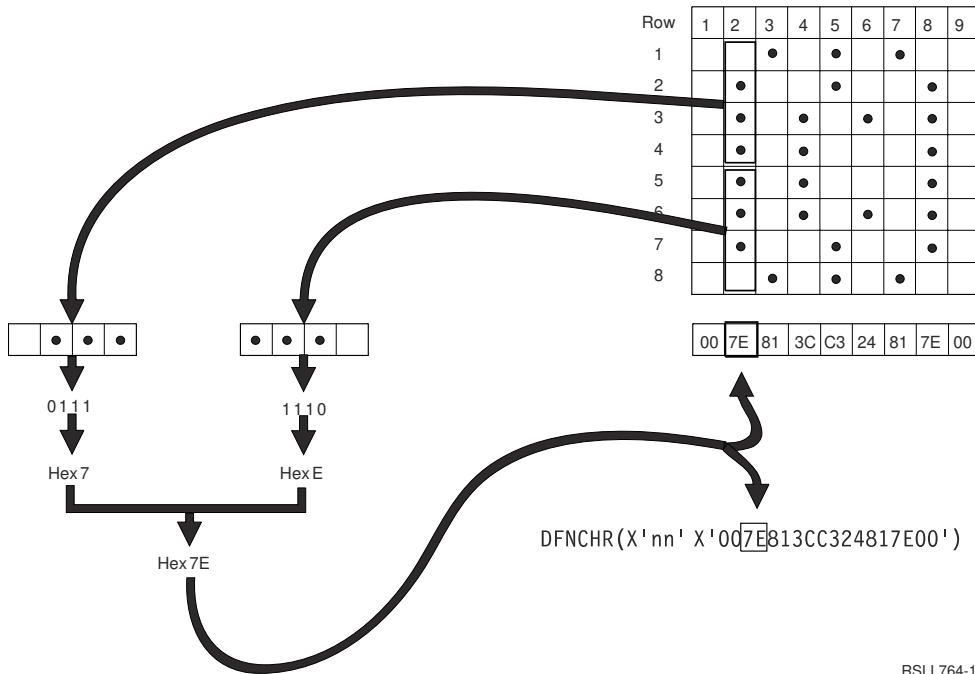 Row 1 2 3 4 5 6 7 8 9
1
2
3
4
5
6
7
8
00 7E 81 3C C3 24 81 7E 00
0111
1110
Hex 7
Hex E
Hex 7E
DFNCHR(X'nn' X'007E813CC324817E00')
RSLL764-1